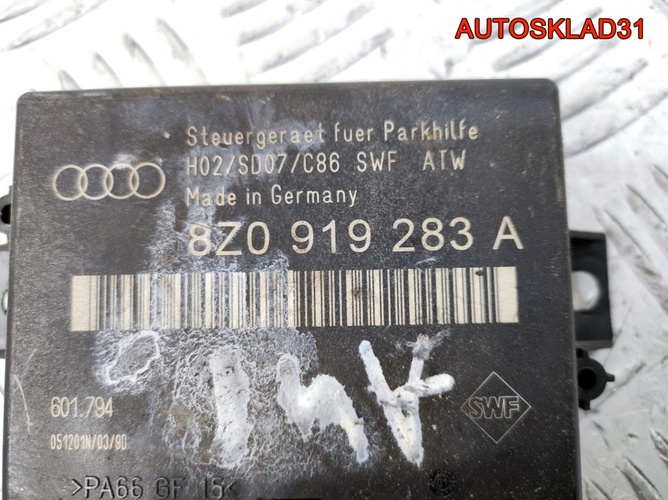 AUTOSKLAD31
Steuergeraet fuer Parkhilfe
H02/SD07/C86 SWF ATW
Made in Germany
8Z0 919 283 A
601.794
051201N/03/90
SWF
>PA66 GF 15<